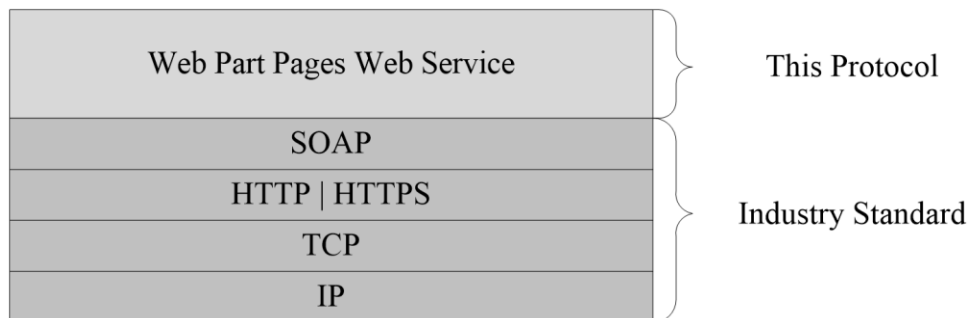 Web Part Pages Web Service
This Protocol
SOAP
HTTP | HTTPS
TCP
IP
Industry Standard